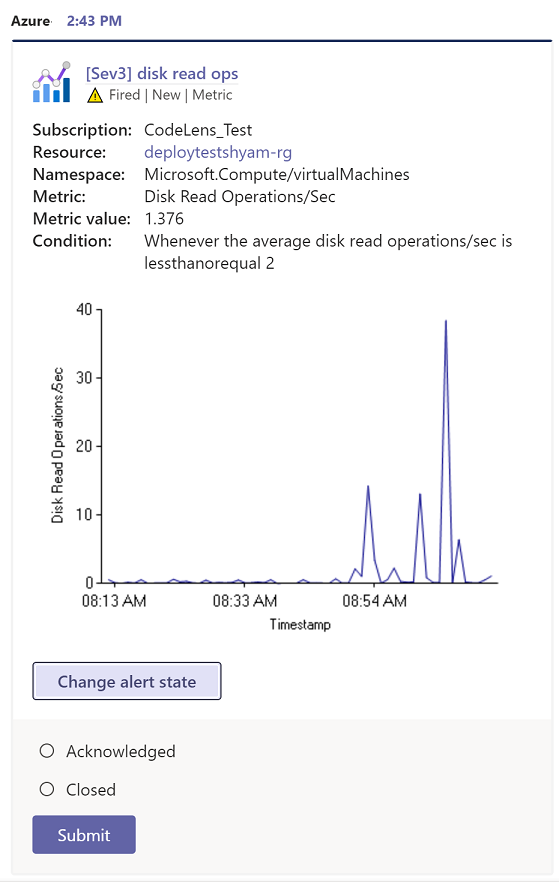 Azure 2:43 PM
[Sev3] disk read ops
Fired | New | Metric
Subscription: CodeLens_Test
Resource: deploytestshyam-rg
Namespace: Microsoft.Compute/virtualMachines
Metric: Disk Read Operations/Sec
Metric value: 1.376
Condition: Whenever the average disk read operations/sec is
lessthanorequal 2
40
30
20
10
0
Disk Read Operations/Sec
08:13 AM 08:33 AM 08:54 AM
Timestamp
Change alert state
Acknowledged
Closed
Submit